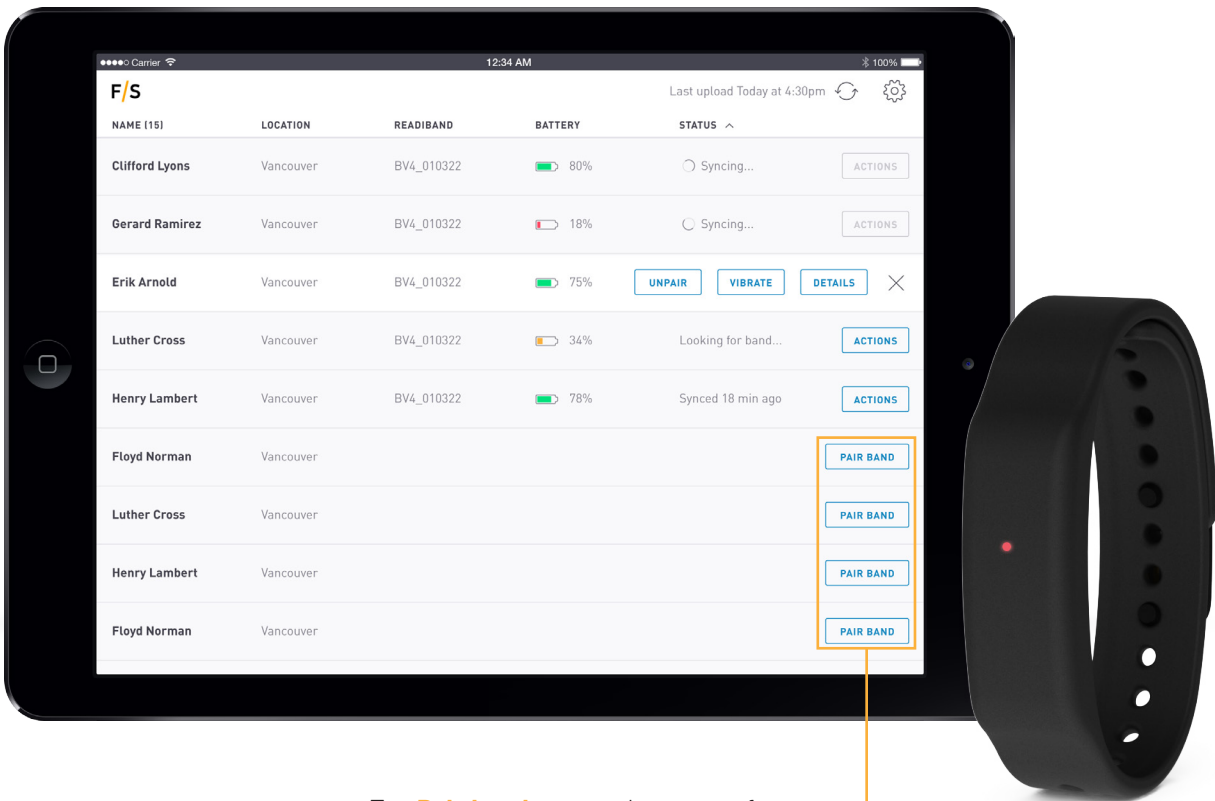 Carrier 12:34 AM 100%
F/S Last upload Today at 4:30pm
NAME (15) LOCATION READIBAND BATTERY STATUS
Clifford Lyons Vancouver BV4_010322 80% Syncing... ACTIONS
Gerard Ramirez Vancouver BV4_010322 18% Syncing... ACTIONS
Erik Arnold Vancouver BV4_010322 75% UNPAIR VIBRATE DETAILS
Luther Cross Vancouver BV4_010322 34% Looking for band... ACTIONS
Henry Lambert Vancouver BV4_010322 78% Synced 18 min ago ACTIONS
Floyd Norman Vancouver PAIR BAND
Luther Cross Vancouver PAIR BAND
Henry Lambert Vancouver PAIR BAND
Floyd Norman Vancouver PAIR BAND